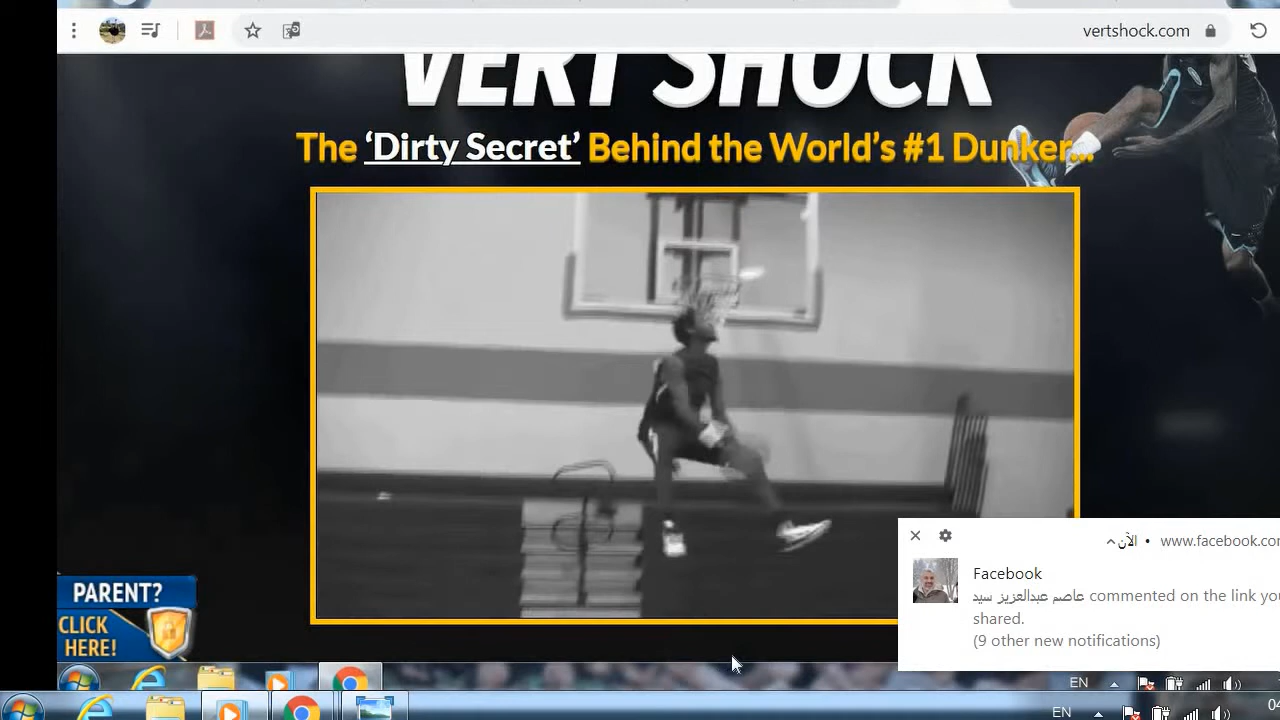 vertshock.com
VERT SHOCK
The ‘Dirty Secret’ Behind the World’s #1 Dunker...
www.facebook.com • الآن
Facebook
عاصم عبدالعزيز سيد commented on the link you
shared.
(9 other new notifications)
PARENT?
CLICK
HERE!
EN
EN
04